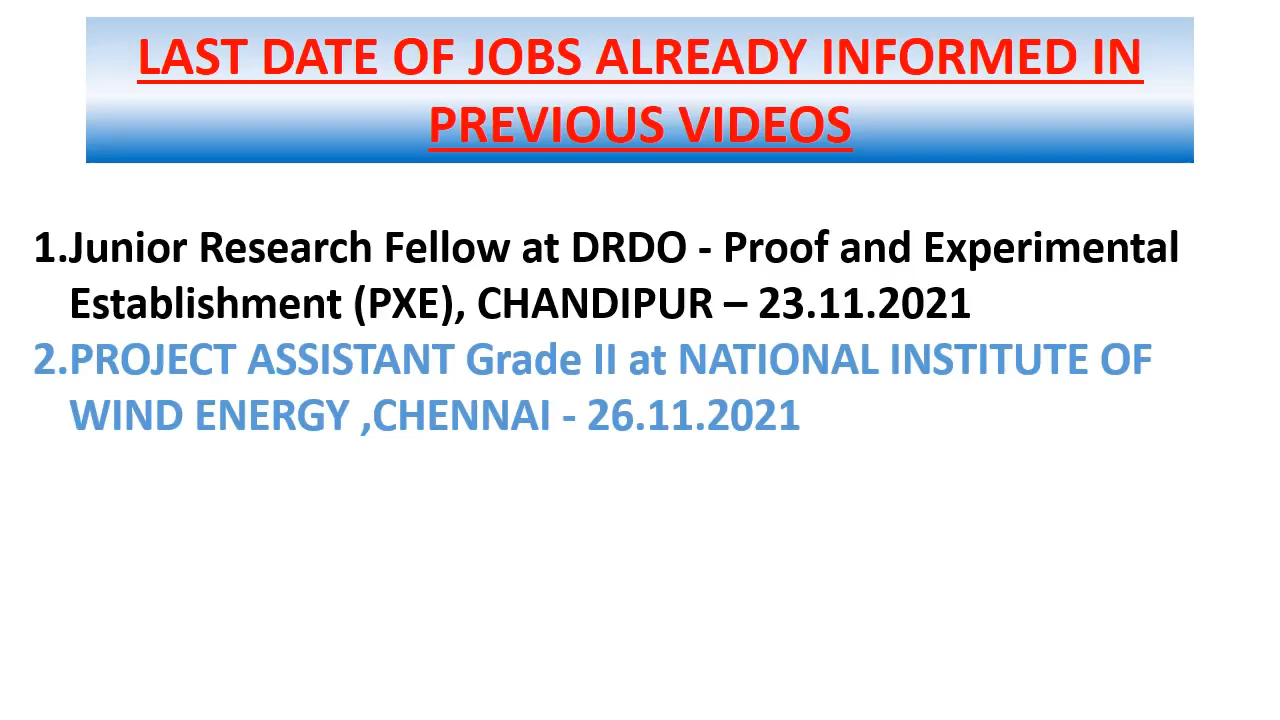 LAST DATE OF JOBS ALREADY INFORMED IN
PREVIOUS VIDEOS
1.Junior Research Fellow at DRDO - Proof and Experimental
Establishment (PXE), CHANDIPUR – 23.11.2021
2.PROJECT ASSISTANT Grade II at NATIONAL INSTITUTE OF
WIND ENERGY ,CHENNAI - 26.11.2021